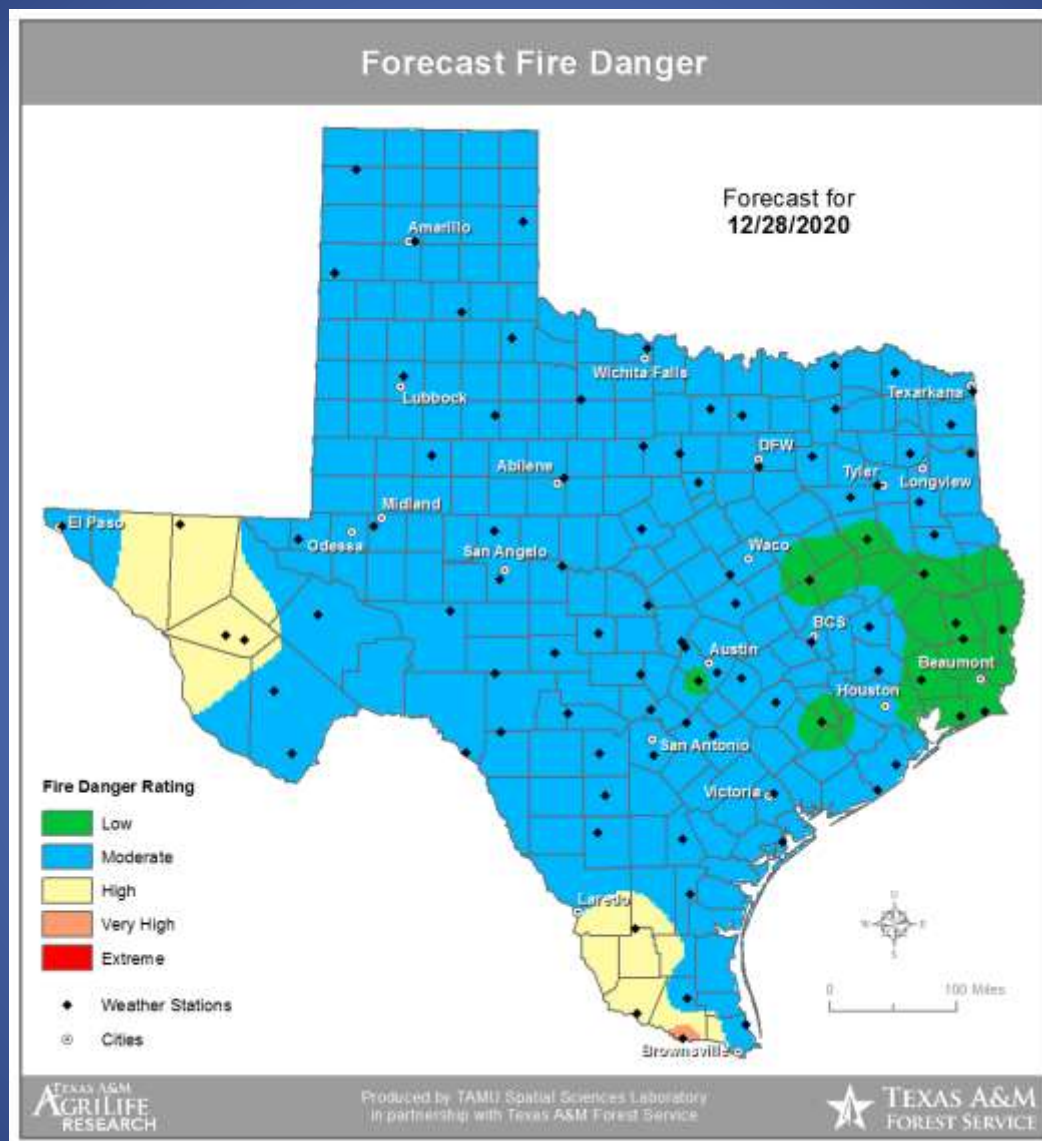 Forecast Fire Danger
Forecast for
12/28/2020
Amarillo
Wichita Falls
Lubbock
Texarkana
DFW
Abilene
Tyler
Longview
Midland
El Paso
Odessa
San Angelo
Waco
BCS
Austin
Beaumont
Houston
San Antonio
Victoria
Fire Danger Rating
Low
Moderate
High
Very High
Extreme
Weather Stations
Cities
Laredo
Brownsville
N
W E
S
0 100 Miles
TEXAS A&M
AGRILIFE
RESEARCH
Produced by TAMU Spatial Sciences Laboratory
in partnership with Texas A&M Forest Service
TEXAS A&M
FOREST SERVICE